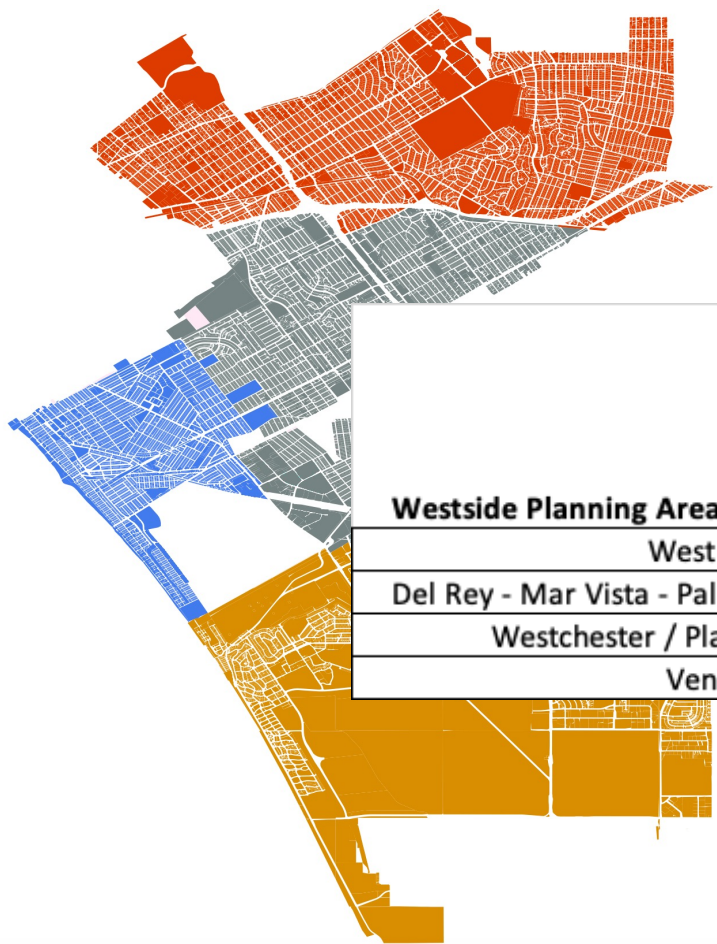 Westside Planning Area
West
Del Rey - Mar Vista - Pal
Westchester / Pla
Ven